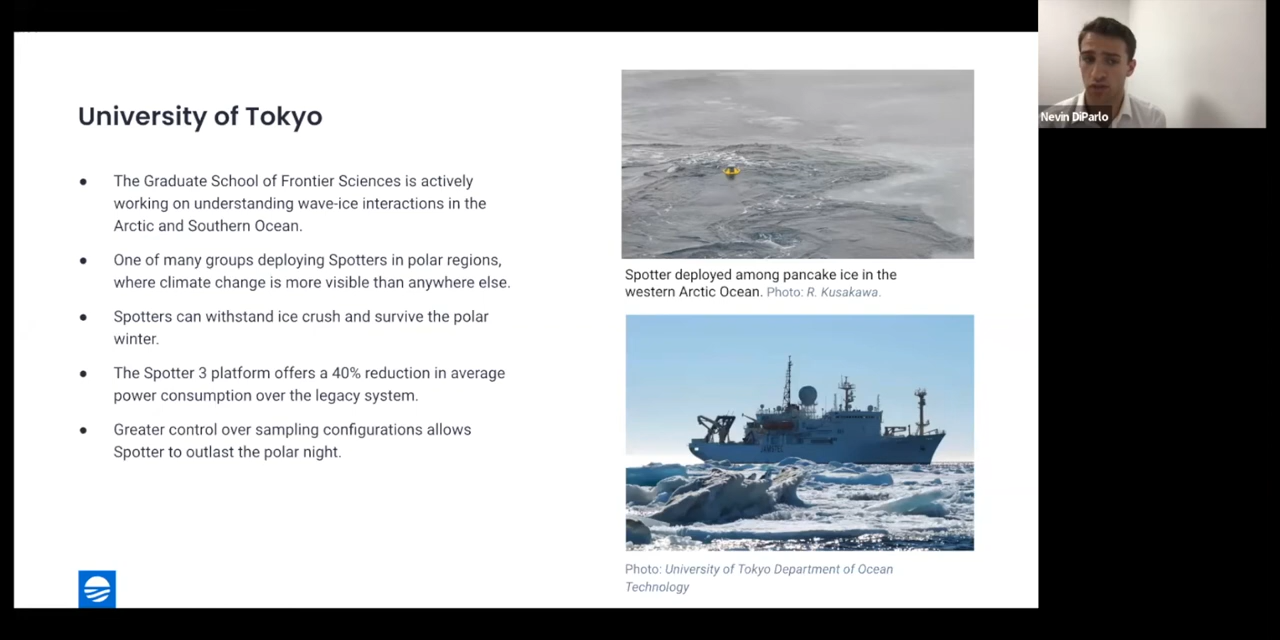 University of Tokyo
● The Graduate School of Frontier Sciences is actively
working on understanding wave-ice interactions in the
Arctic and Southern Ocean.
● One of many groups deploying Spotters in polar regions,
where climate change is more visible than anywhere else.
● Spotters can withstand ice crush and survive the polar
winter.
● The Spotter 3 platform offers a 40% reduction in average
power consumption over the legacy system.
● Greater control over sampling configurations allows
Spotter to outlast the polar night.
Spotter deployed among pancake ice in the
western Arctic Ocean. Photo: R. Kusakawa.
JAMSTEC
Photo: University of Tokyo Department of Ocean
Technology
Nevin DiParlo